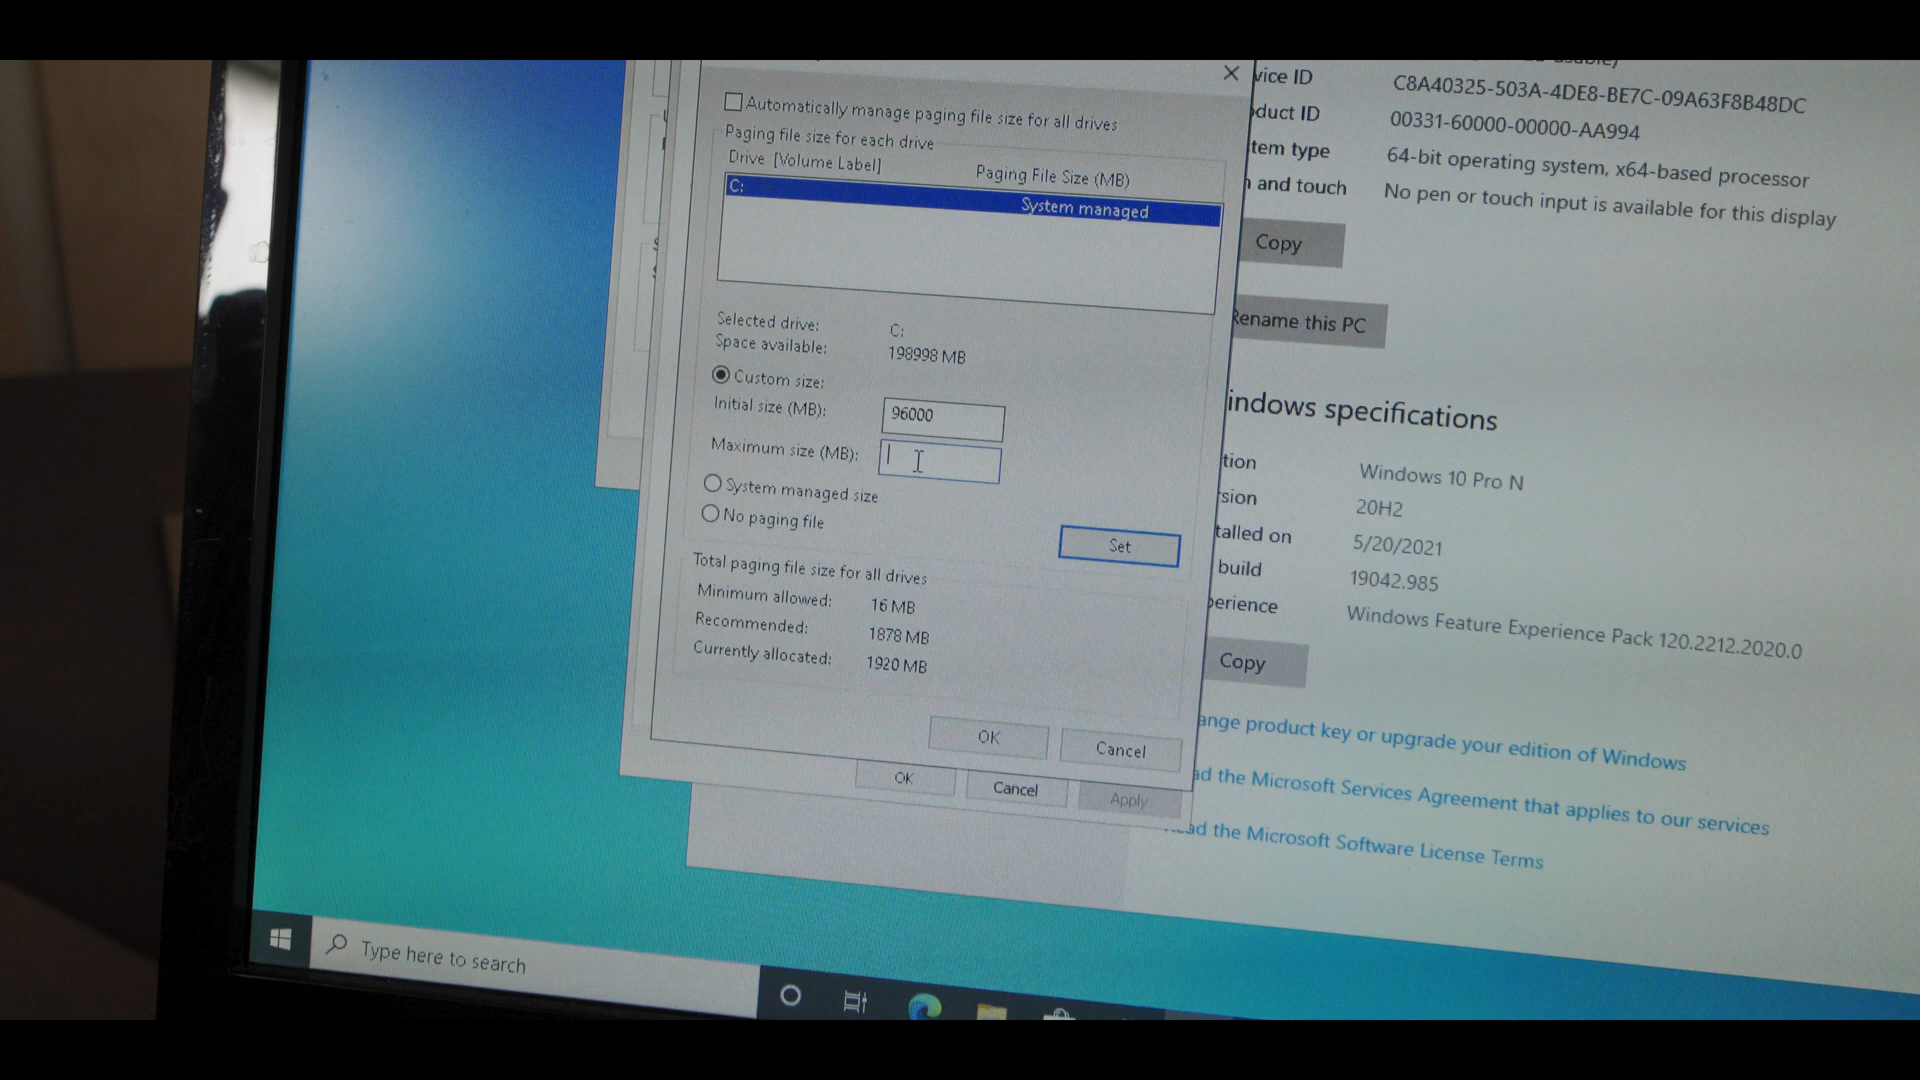 Automatically manage paging file size for all drives
Paging file size for each drive
Drive [Volume Label]
Paging File Size (MB)
C:
System managed
Selected drive:
C:
Space available:
198998 MB
Custom size:
Initial size (MB):
96000
Maximum size (MB):
System managed size
No paging file
Set
Total paging file size for all drives
Minimum allowed:
16 MB
Recommended:
1878 MB
Currently allocated:
1920 MB
OK
Cancel
OK
Cancel
Apply
vice ID
C8A40325-503A-4DE8-BE7C-09A63F8B48DC
duct ID
00331-60000-00000-AA994
tem type
64-bit operating system, x64-based processor
and touch
No pen or touch input is available for this display
Copy
Rename this PC
indows specifications
tion
Windows 10 Pro N
sion
20H2
talled on
5/20/2021
build
19042.985
perience
Windows Feature Experience Pack 120.2212.2020.0
Copy
ange product key or upgrade your edition of Windows
ad the Microsoft Services Agreement that applies to our services
ead the Microsoft Software License Terms
Type here to search